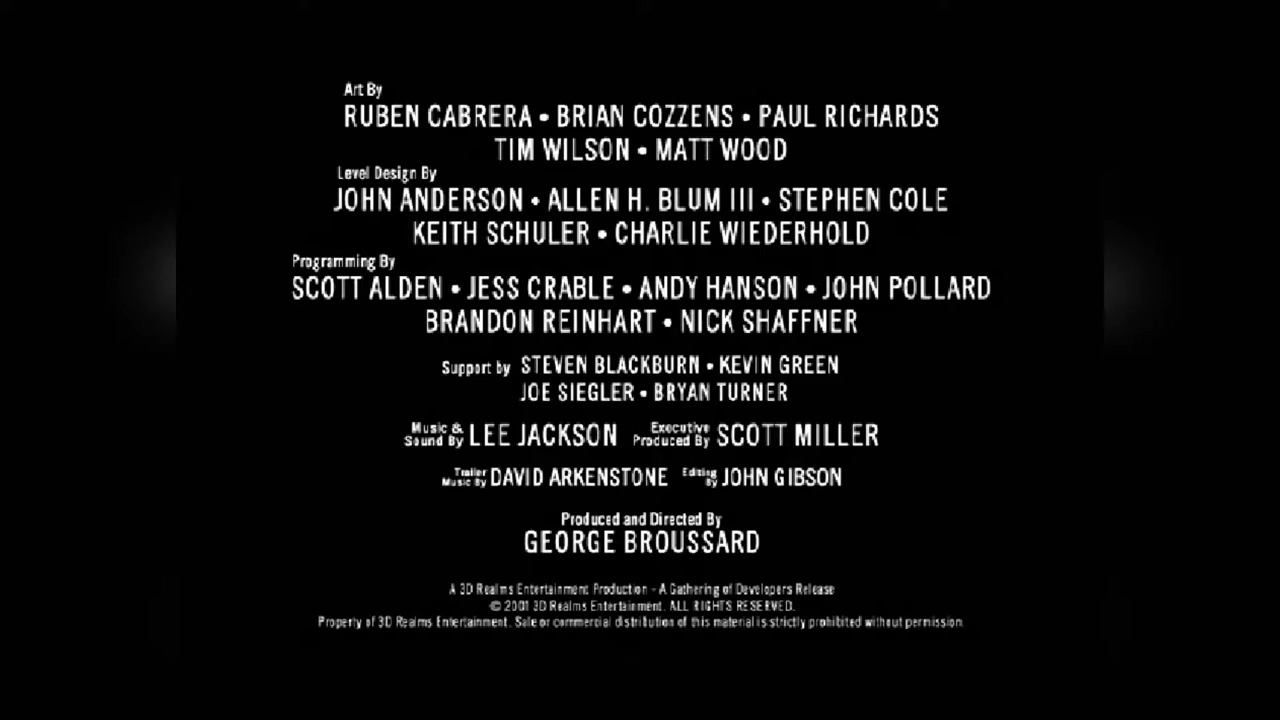 Art By
RUBEN CABRERA • BRIAN COZZENS • PAUL RICHARDS
TIM WILSON • MATT WOOD
Level Design By
JOHN ANDERSON • ALLEN H. BLUM III • STEPHEN COLE
KEITH SCHULER • CHARLIE WIEDERHOLD
Programming By
SCOTT ALDEN • JESS CRABLE • ANDY HANSON • JOHN POLLARD
BRANDON REINHART • NICK SHAFFNER
Support by STEVEN BLACKBURN • KEVIN GREEN
JOE SIEGLER • BRYAN TURNER
Music & Sound By LEE JACKSON Executive Produced By SCOTT MILLER
Trailer Music By DAVID ARKENSTONE Editing By JOHN GIBSON
Produced and Directed By
GEORGE BROUSSARD
A 3D Realms Entertainment Production - A Gathering of Developers Release
© 2001 3D Realms Entertainment. ALL RIGHTS RESERVED.
Property of 3D Realms Entertainment. Sale or commercial distribution of this material is strictly prohibited without permission.